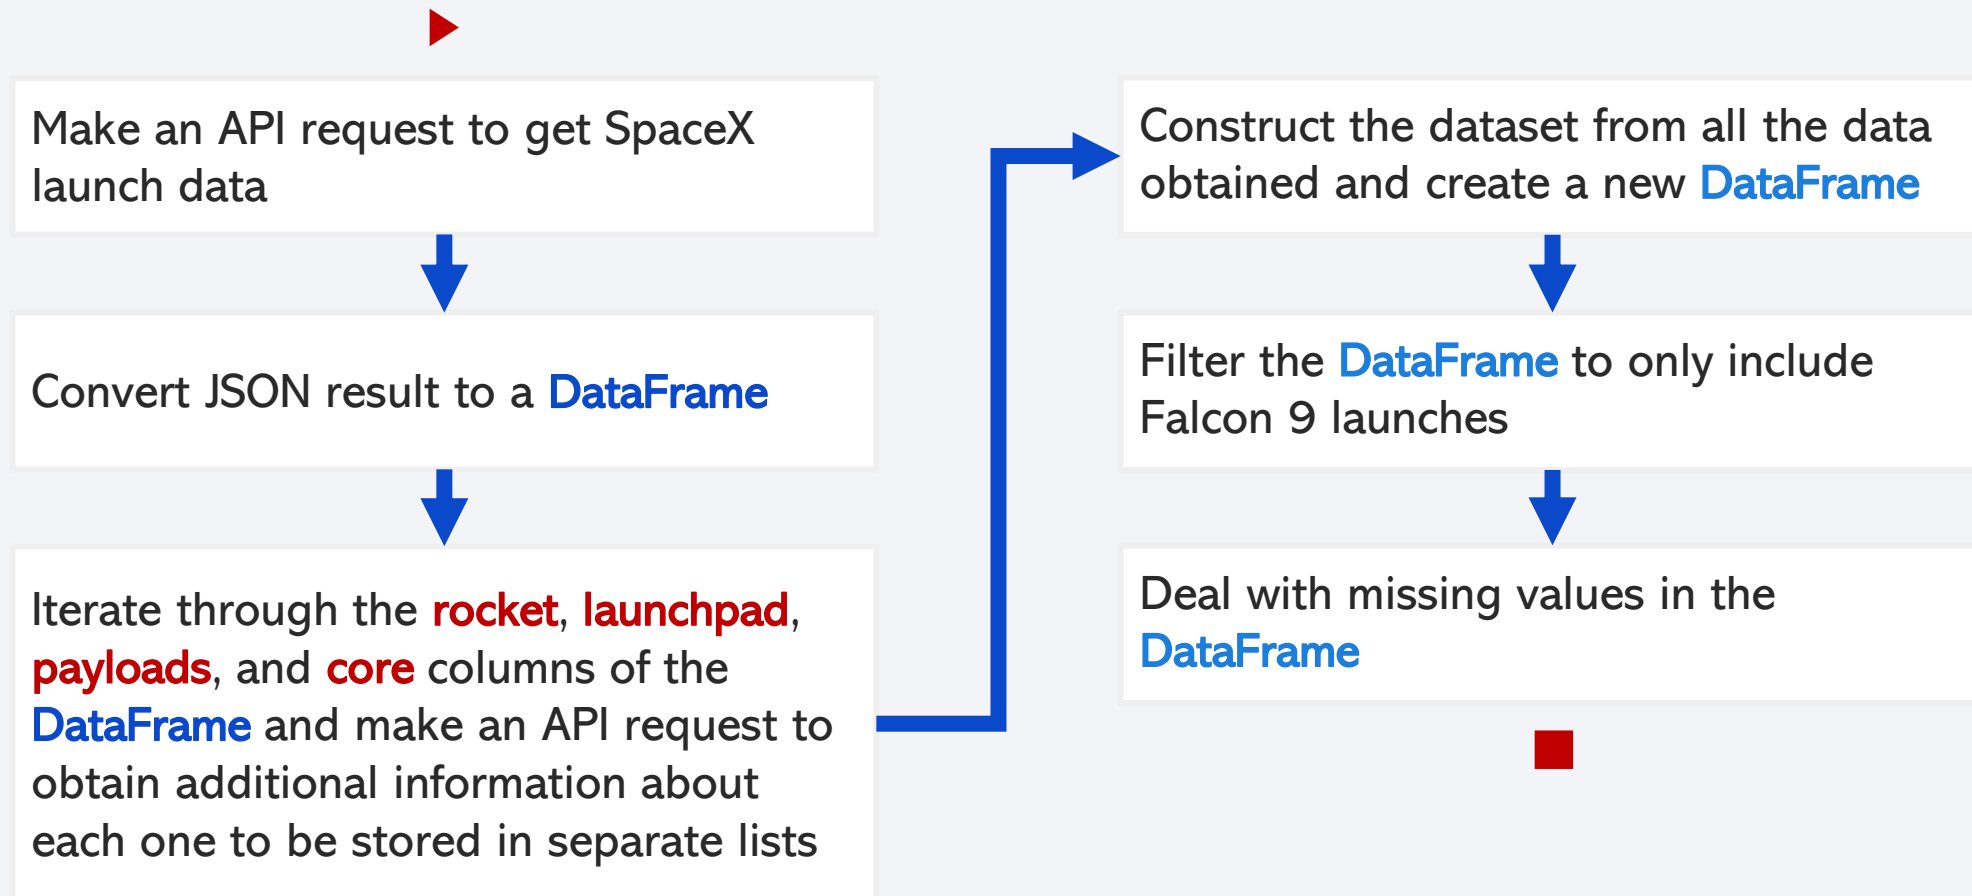 Make an API request to get SpaceX
launch data
Convert JSON result to a DataFrame
Iterate through the rocket, launchpad,
payloads, and core columns of the
DataFrame and make an API request to
obtain additional information about
each one to be stored in separate lists
Construct the dataset from all the data
obtained and create a new DataFrame
Filter the DataFrame to only include
Falcon 9 launches
Deal with missing values in the
DataFrame